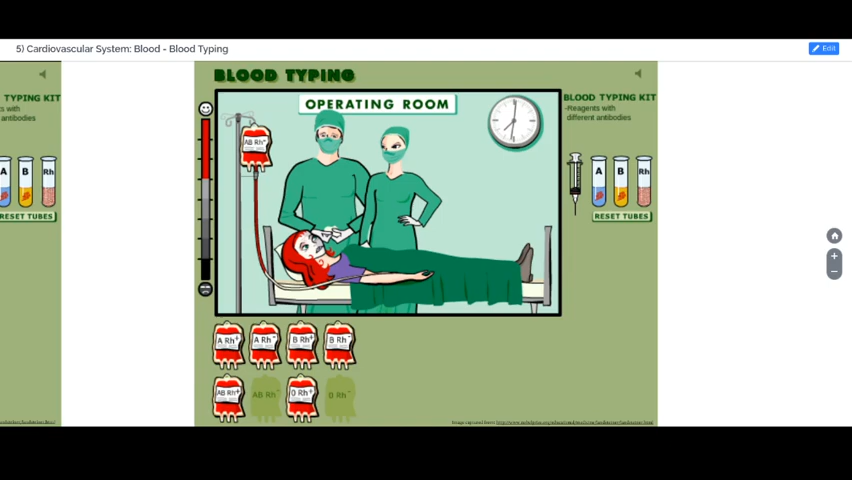 5) Cardiovascular System: Blood - Blood Typing
Edit
BLOOD TYPING
OPERATING ROOM
TYPING KIT
s with
antibodies
A B Rh
RESET TUBES
AB Rh⁻
BLOOD TYPING KIT
-Reagents with
different antibodies
A B Rh
RESET TUBES
A Rh⁺ A Rh⁻ B Rh⁺ B Rh⁻
AB Rh⁺ AB Rh⁻ 0 Rh⁺ 0 Rh⁻